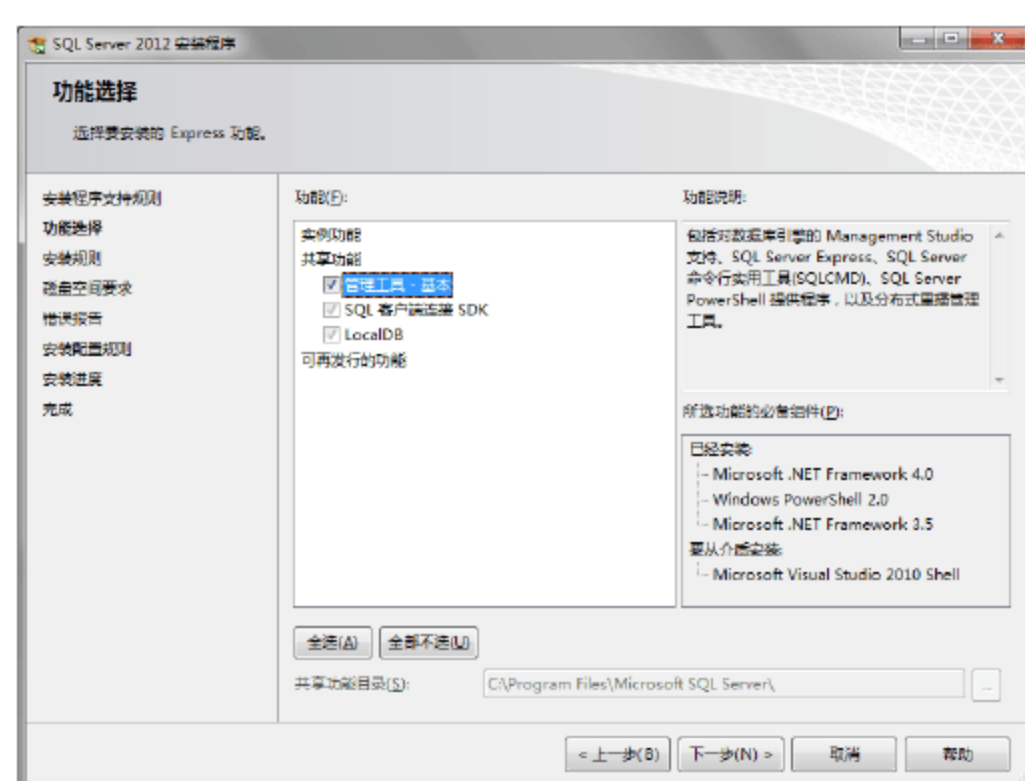 SQL Server 2012 安装程序
功能选择
选择要安装的 Express 功能。
安装程序支持规则
功能选择
安装规则
磁盘空间要求
错误报告
安装配置规则
安装进度
完成
功能(F):
实例功能
共享功能
管理工具 - 基本
SQL 客户端连接 SDK
LocalDB
可再发行的功能
功能说明:
包括对数据库引擎的 Management Studio
支持、SQL Server Express、SQL Server
命令行实用工具(SQLCMD)、SQL Server
PowerShell 提供程序，以及分布式重播管理
工具。
所选功能的必备组件(P):
已经安装:
Microsoft .NET Framework 4.0
Windows PowerShell 2.0
Microsoft .NET Framework 3.5
要从介质安装:
Microsoft Visual Studio 2010 Shell
全选(A) 全部不选(U)
共享功能目录(S): C:\Program Files\Microsoft SQL Server\ ...
< 上一步(B) 下一步(N) > 取消 帮助